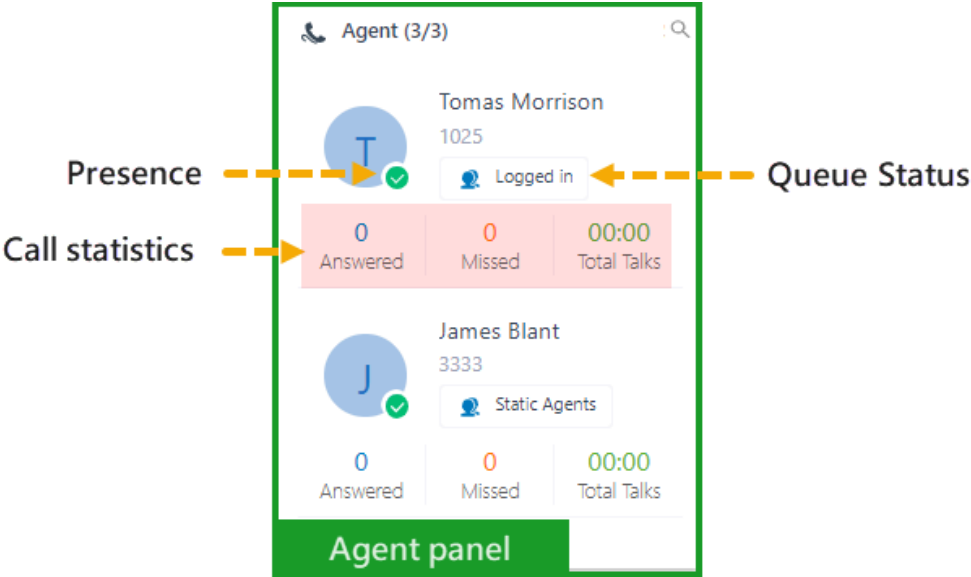 Agent (3/3)
Tomas Morrison
1025
T
Presence
Logged in
Queue Status
Call statistics
0
0
00:00
Answered
Missed
Total Talks
James Blant
3333
J
Static Agents
0
0
00:00
Answered
Missed
Total Talks
Agent panel